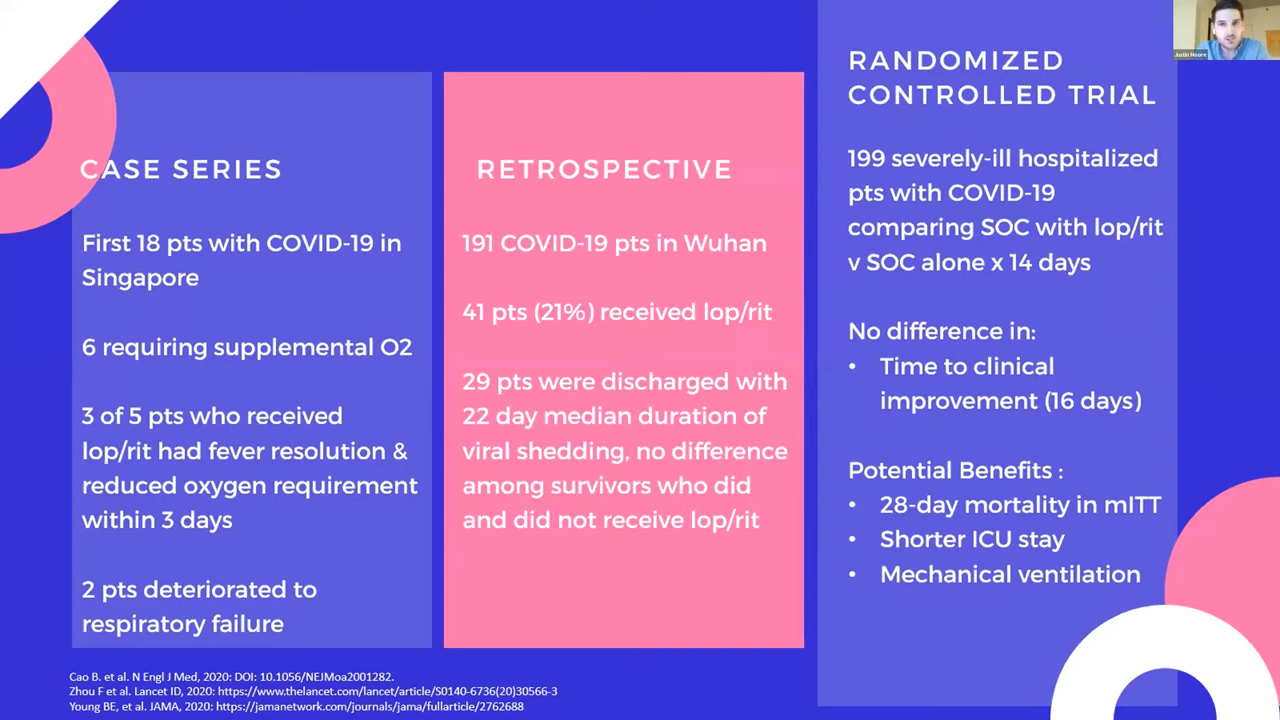 CASE SERIES
First 18 pts with COVID-19 in
Singapore
6 requiring supplemental O2
3 of 5 pts who received
lop/rit had fever resolution &
reduced oxygen requirement
within 3 days
2 pts deteriorated to
respiratory failure
RETROSPECTIVE
191 COVID-19 pts in Wuhan
41 pts (21%) received lop/rit
29 pts were discharged with
22 day median duration of
viral shedding, no difference
among survivors who did
and did not receive lop/rit
RANDOMIZED
CONTROLLED TRIAL
199 severely-ill hospitalized
pts with COVID-19
comparing SOC with lop/rit
v SOC alone x 14 days
No difference in:
• Time to clinical
improvement (16 days)
Potential Benefits :
• 28-day mortality in mITT
• Shorter ICU stay
• Mechanical ventilation
Cao B. et al. N Engl J Med, 2020: DOI: 10.1056/NEJMoa2001282.
Zhou F et al. Lancet ID, 2020: https://www.thelancet.com/lancet/article/S0140-6736(20)30566-3
Young BE, et al. JAMA, 2020: https://jamanetwork.com/journals/jama/fullarticle/2762688
Justin Moore